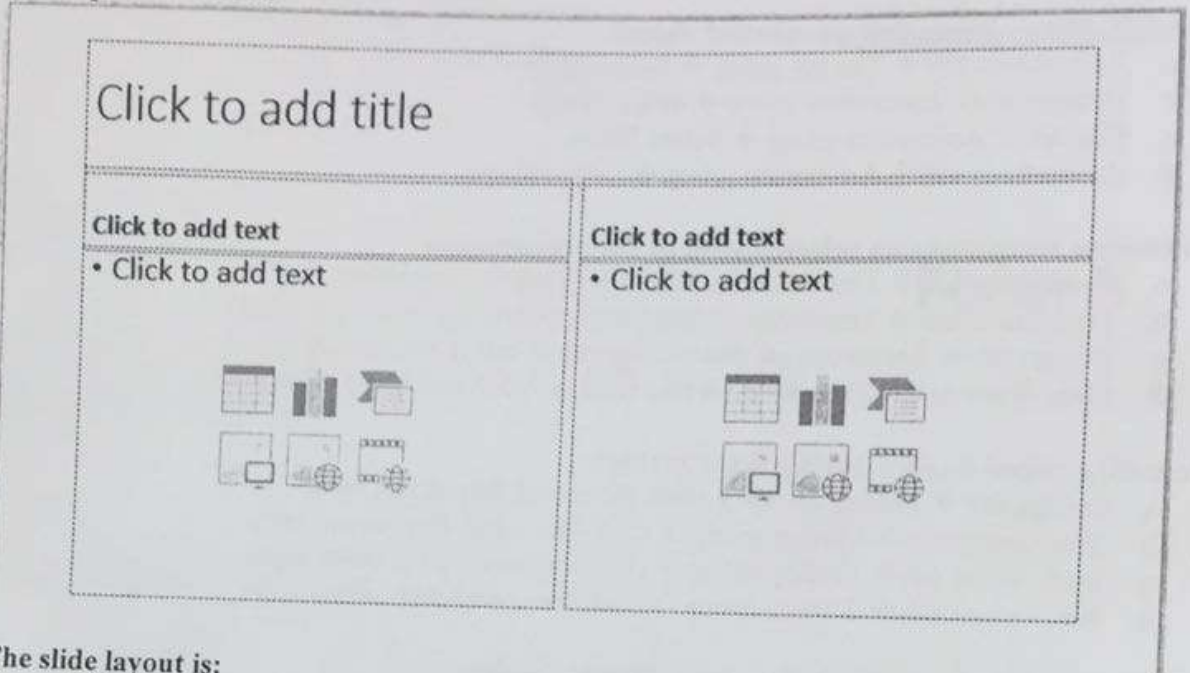 Click to add title
Click to add text
• Click to add text
Click to add text
• Click to add text
he slide layout is: